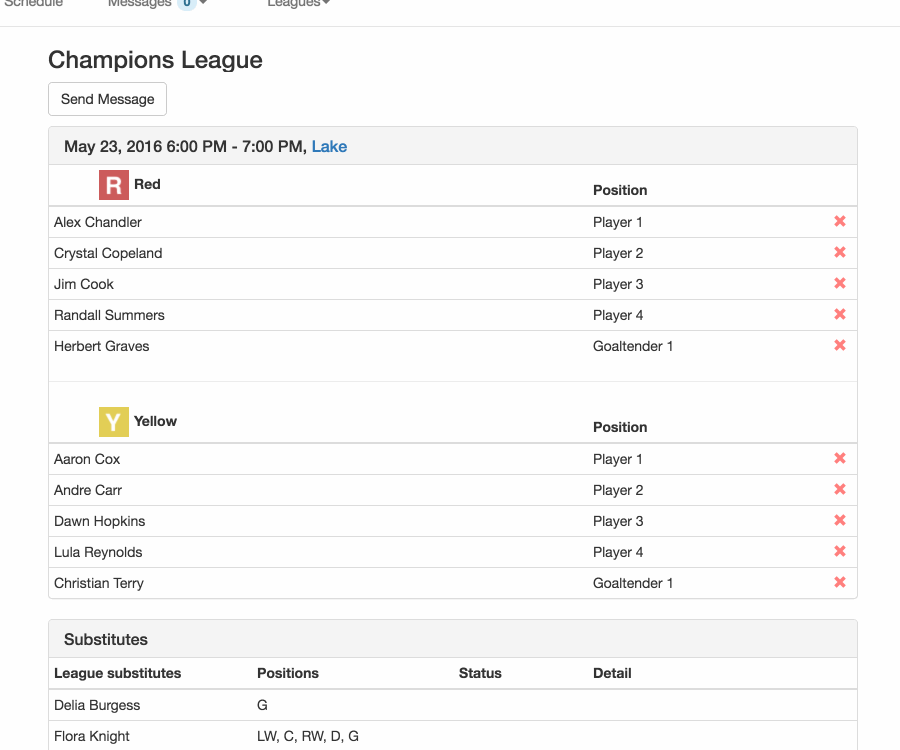 Schedule Messages 0 Leagues
Champions League
Send Message
May 23, 2016 6:00 PM - 7:00 PM, Lake
R Red Position
Alex Chandler Player 1
Crystal Copeland Player 2
Jim Cook Player 3
Randall Summers Player 4
Herbert Graves Goaltender 1
Y Yellow Position
Aaron Cox Player 1
Andre Carr Player 2
Dawn Hopkins Player 3
Lula Reynolds Player 4
Christian Terry Goaltender 1
Substitutes
League substitutes Positions Status Detail
Delia Burgess G
Flora Knight LW, C, RW, D, G